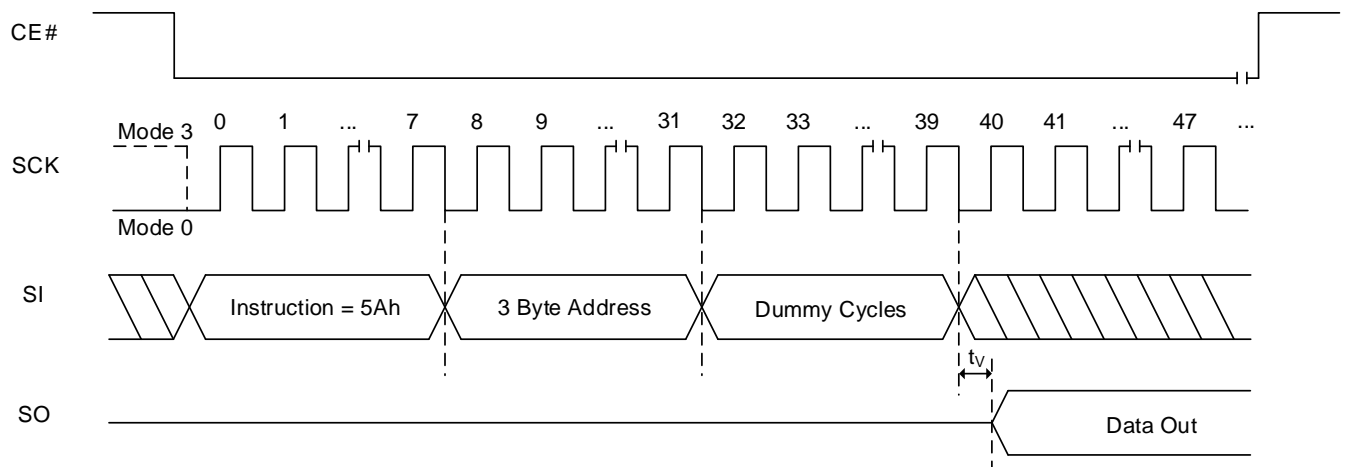 CE#
Mode 3 0 1 ... 7 8 9 ... 31 32 33 ... 39 40 41 ... 47 ...
SCK
Mode 0
SI Instruction = 5Ah 3 Byte Address Dummy Cycles
tV
SO Data Out